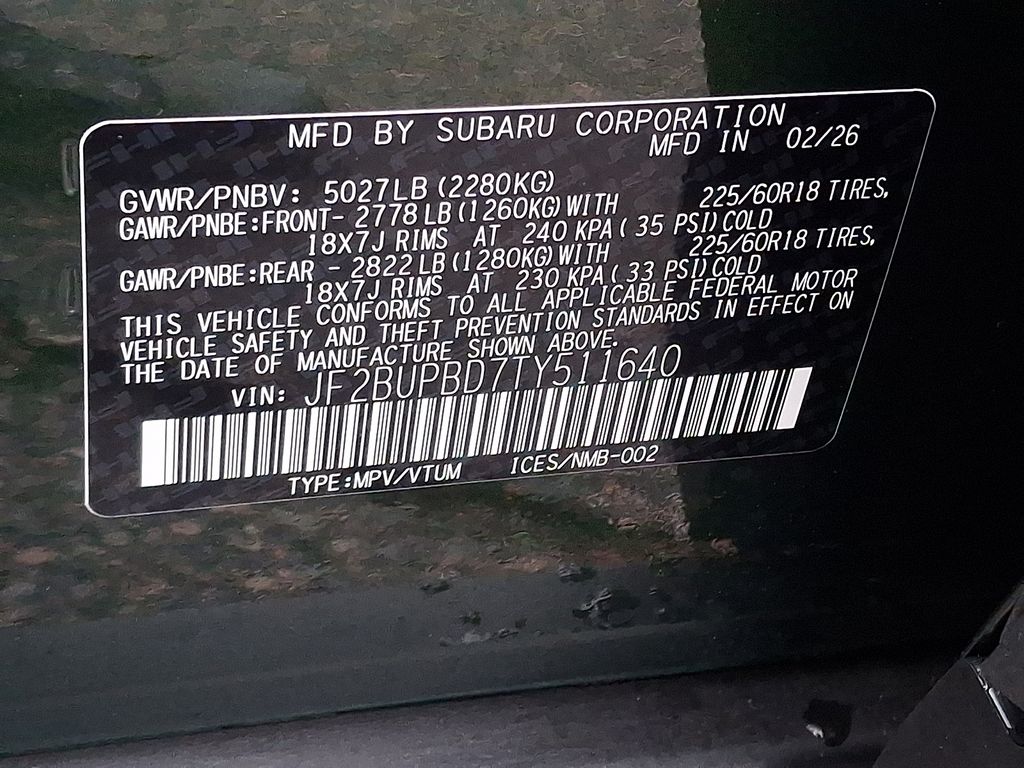 MFD BY SUBARU CORPORATION
MFD IN 02/26
GVWR/PNBV: 5027LB (2280KG)
GAWR/PNBE:FRONT- 2778 LB (1260KG) WITH 225/60R18 TIRES,
18X7J RIMS AT 240 KPA ( 35 PSI) COLD
GAWR/PNBE:REAR - 2822 LB (1280KG) WITH 225/60R18 TIRES,
18X7J RIMS AT 230 KPA ( 33 PSI) COLD
THIS VEHICLE CONFORMS TO ALL APPLICABLE FEDERAL MOTOR
VEHICLE SAFETY AND THEFT PREVENTION STANDARDS IN EFFECT ON
THE DATE OF MANUFACTURE SHOWN ABOVE.
VIN: JF2BUPBD7TY511640
TYPE:MPV/VTUM ICES/NMB-002